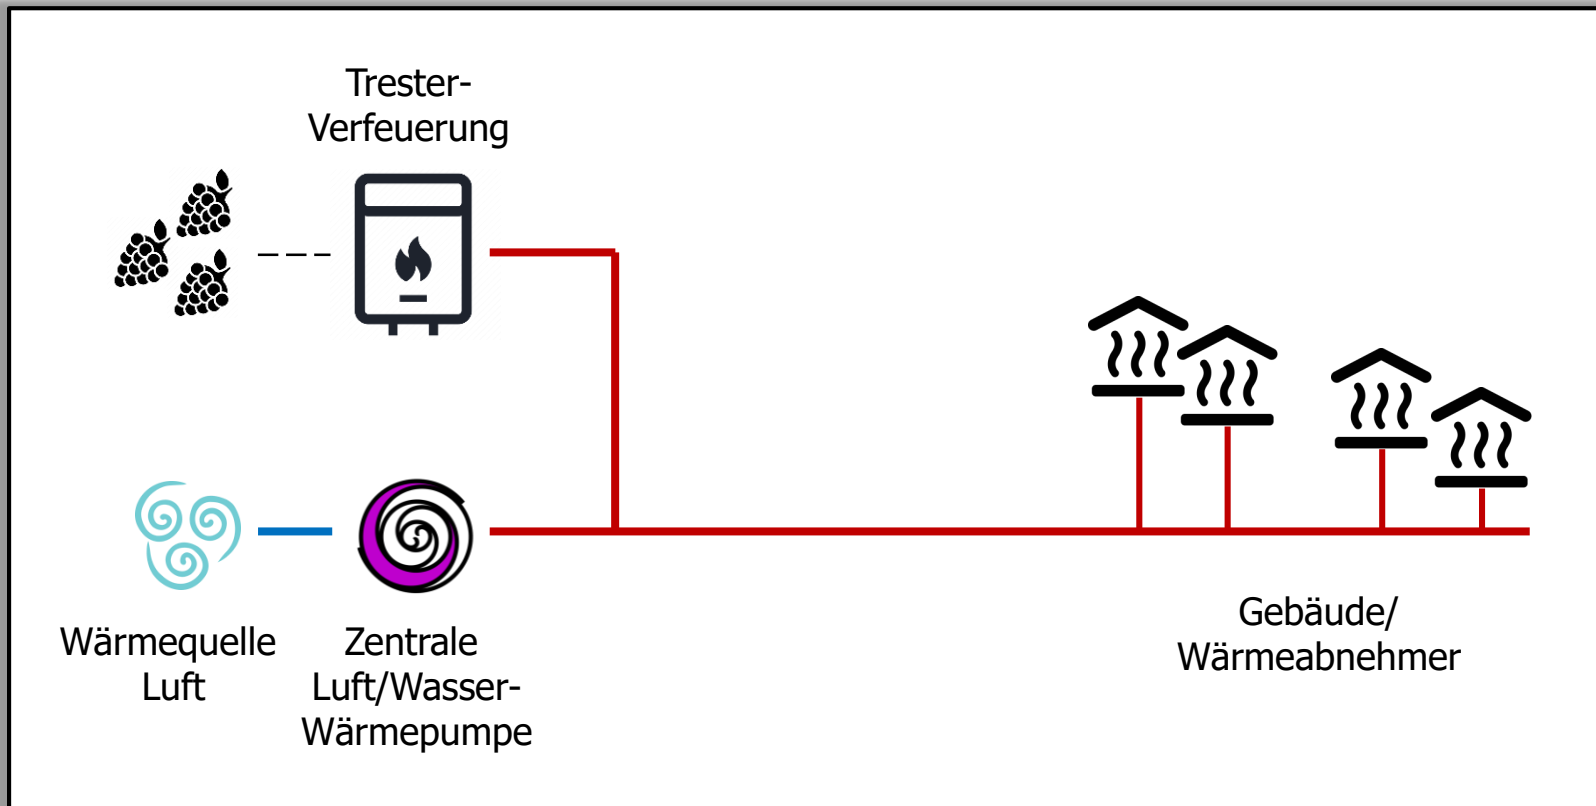 Trester-
Verfeuerung
Wärmequelle
Luft
Zentrale
Luft/Wasser-
Wärmepumpe
Gebäude/
Wärmeabnehmer